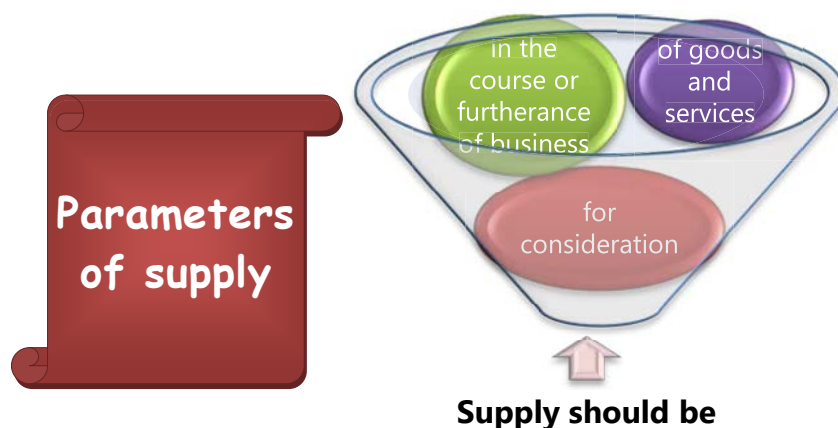 Parameters
of supply
in the
course or
furtherance
of business
of goods
and
services
for
consideration
Supply should be